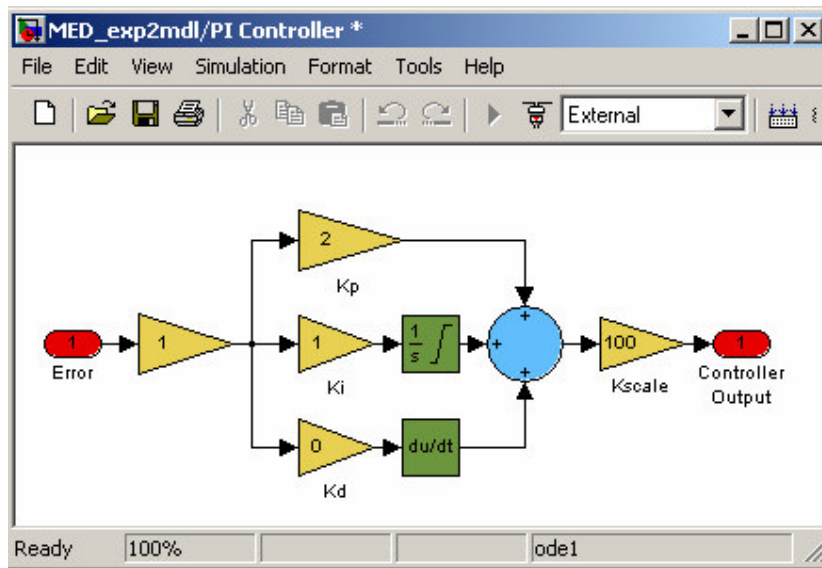 MED_exp2mdl/PI Controller *
File Edit View Simulation Format Tools Help
External
2
Kp
1
Error
1
1
Ki
1
s
+
+
+
100
Kscale
1
Controller
Output
0
Kd
du/dt
Ready 100% ode1